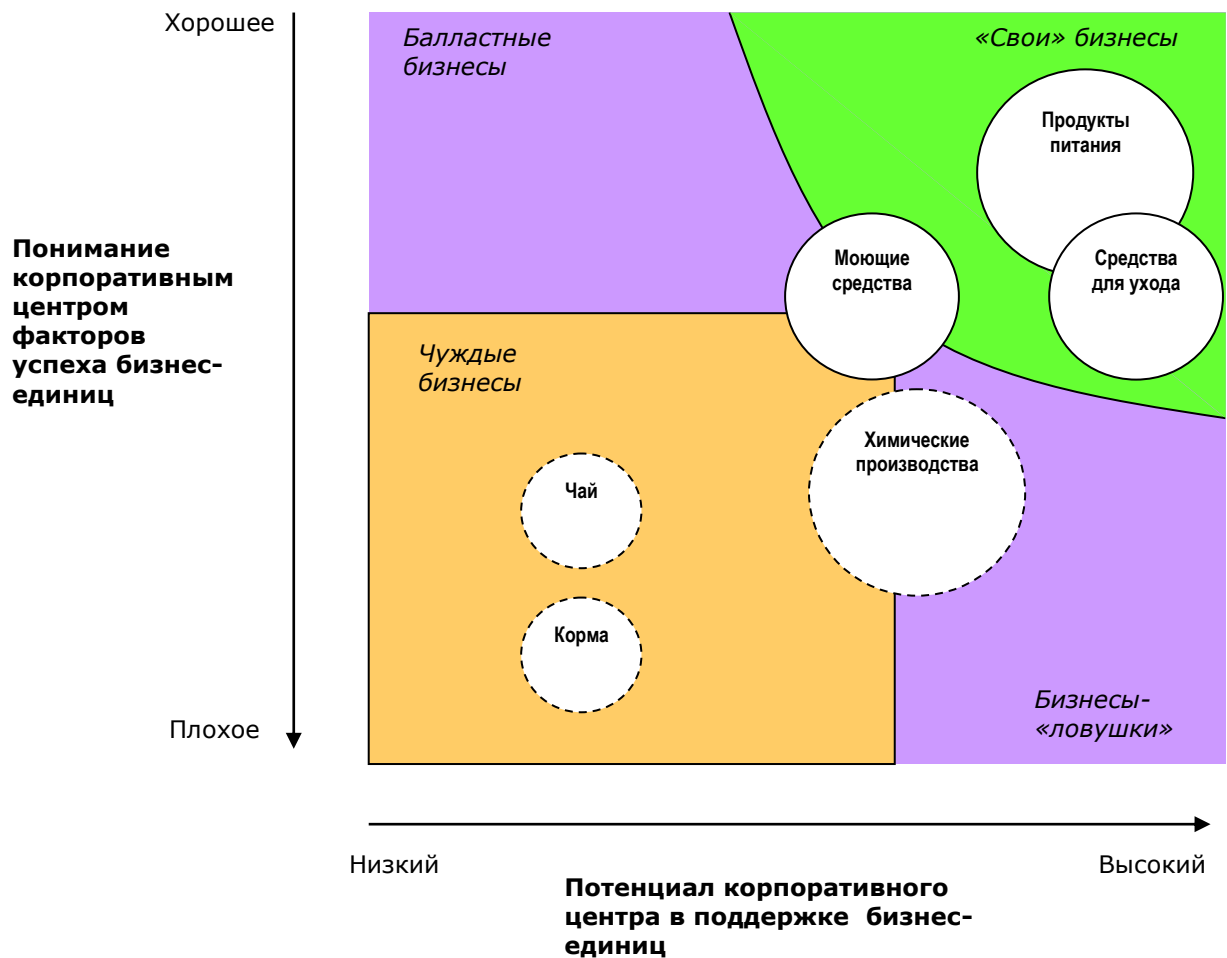 Хорошее
Балластные
бизнесы
«Свои» бизнесы
Продукты
питания
Понимание
корпоративным
центром
факторов
успеха бизнес-
единиц
Моющие
средства
Средства
для ухода
Чуждые
бизнесы
Химические
производства
Чай
Корма
Плохое
Бизнесы-
«ловушки»
Низкий
Высокий
Потенциал корпоративного
центра в поддержке бизнес-
единиц